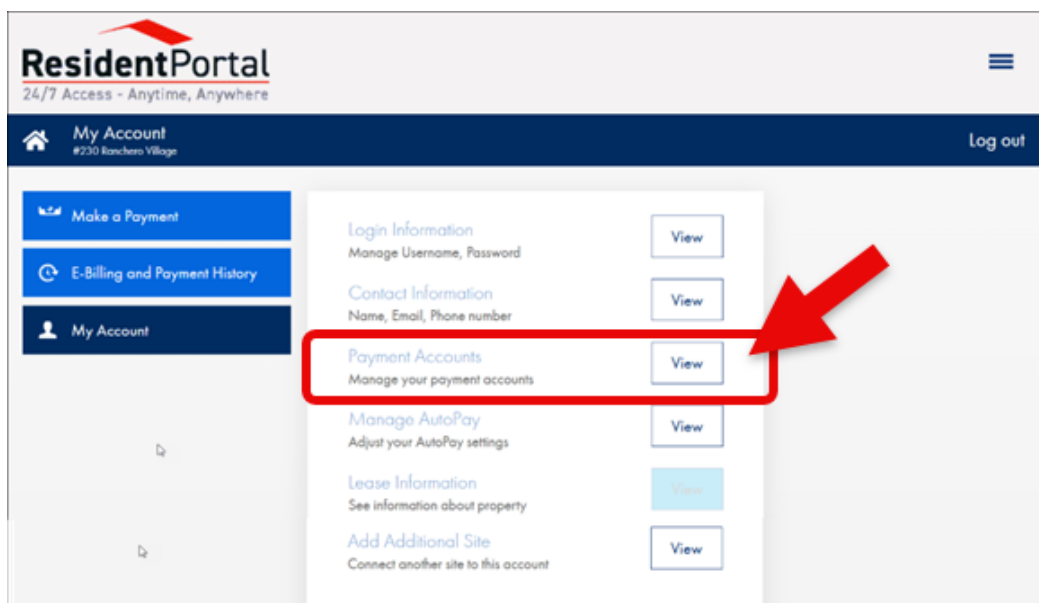 ResidentPortal
24/7 Access - Anytime, Anywhere
My Account
#230 Ranchero Village
Log out
Make a Payment
E-Billing and Payment History
My Account
Login Information
Manage Username, Password
View
Contact Information
Name, Email, Phone number
View
Payment Accounts
Manage your payment accounts
View
Manage AutoPay
Adjust your AutoPay settings
View
Lease Information
See information about property
View
Add Additional Site
Connect another site to this account
View